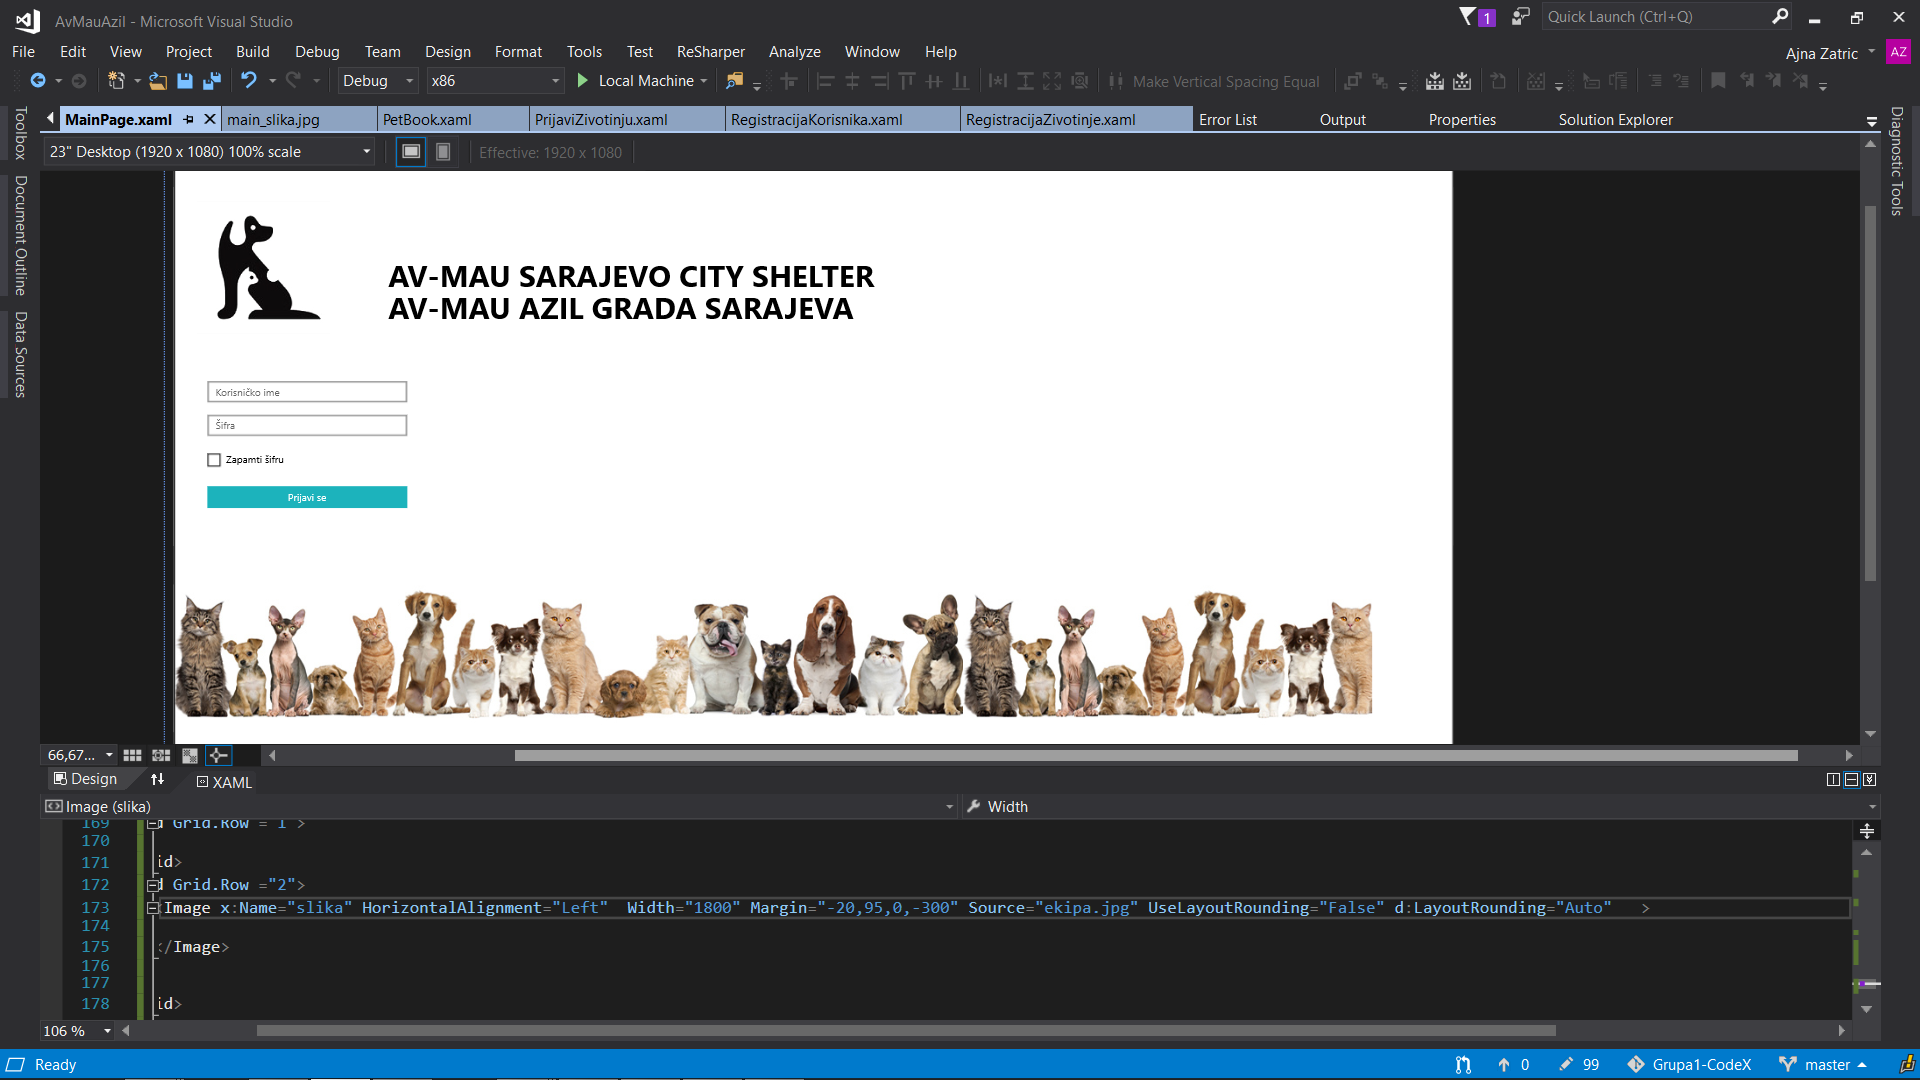 AvMauAzil - Microsoft Visual Studio
1
Quick Launch (Ctrl+Q)
File Edit View Project Build Debug Team Design Format Tools Test ReSharper Analyze Window Help
Ajna Zatric AZ
Debug x86 Local Machine Make Vertical Spacing Equal
MainPage.xaml main_slika.jpg PetBook.xaml PrijaviZivotinju.xaml RegistracijaKorisnika.xaml RegistracijaZivotinje.xaml Error List Output Properties Solution Explorer
Toolbox
Document Outline
Data Sources
Diagnostic Tools
23" Desktop (1920 x 1080) 100% scale Effective: 1920 x 1080
AV-MAU SARAJEVO CITY SHELTER
AV-MAU AZIL GRADA SARAJEVA
Korisničko ime
Šifra
Zapamti šifru
Prijavi se
66,67...
Design XAML
Image (slika) Width
169 d Grid.Row = 1 >
170
171 id>
172 d Grid.Row ="2">
173 Image x:Name="slika" HorizontalAlignment="Left" Width="1800" Margin="-20,95,0,-300" Source="ekipa.jpg" UseLayoutRounding="False" d:LayoutRounding="Auto" >
174
175 </Image>
176
177
178 id>
106 %
Ready 0 99 Grupa1-CodeX master